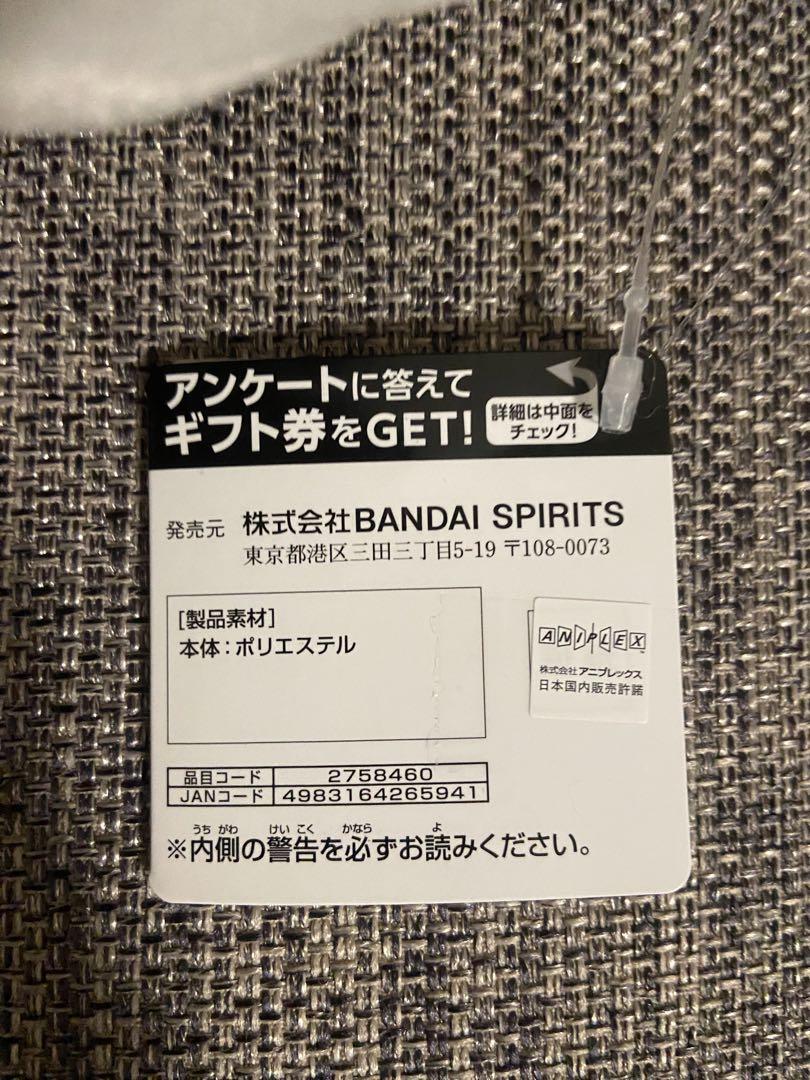 アンケートに答えて
ギフト券をGET!
詳細は中面を
チェック!
発売元 株式会社BANDAI SPIRITS
東京都港区三田三丁目5-19 〒108-0073
[製品素材]
本体:ポリエステル
ANIPLEX™
株式会社アニプレックス
日本国内販売許諾
品目コード 2758460
JANコード 4983164265941
うち がわ けい こく かなら よ
※内側の警告を必ずお読みください。